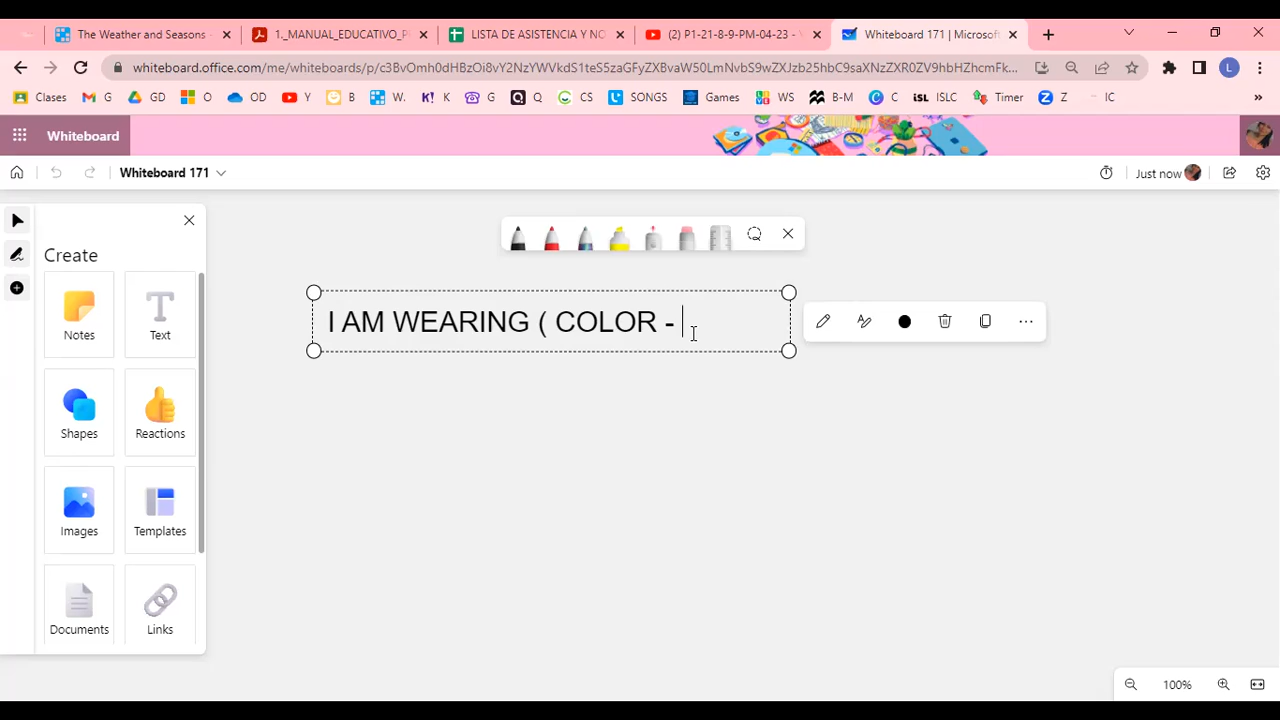 The Weather and Seasons -
1._MANUAL_EDUCATIVO_P
LISTA DE ASISTENCIA Y NO
(2) P1-21-8-9-PM-04-23 -
Whiteboard 171 | Microsof
whiteboard.office.com/me/whiteboards/p/c3BvOmh0dHBzOi8vY2NzYWVkdS1teS5zaGFyZXBvaW50LmNvbS9wZXJzb25hbC9saXNzZXR0ZV9hbHZhcmFk...
Clases M G GD O OD Y B W. K! K G Q CS SONGS Games WS B-M C iSL ISLC Timer Z IC »
Whiteboard
Whiteboard 171
Just now
Create
Notes Text
Shapes Reactions
Images Templates
Documents Links
I AM WEARING ( COLOR -
100%